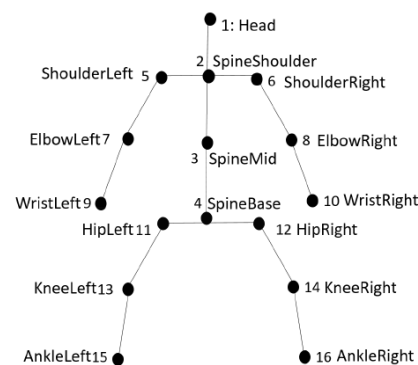 1: Head
2 SpineShoulder
ShoulderLeft 5
6 ShoulderRight
ElbowLeft 7
8 ElbowRight
3 SpineMid
WristLeft 9
10 WristRight
4 SpineBase
HipLeft 11
12 HipRight
KneeLeft 13
14 KneeRight
AnkleLeft 15
16 AnkleRight